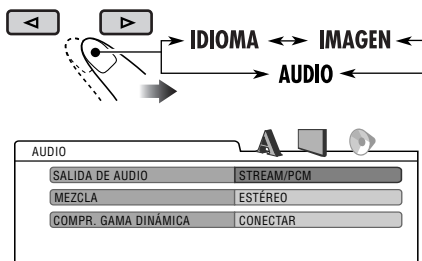 IDIOMA IMAGEN
AUDIO
AUDIO
SALIDA DE AUDIO STREAM/PCM
MEZCLA ESTÉREO
COMPR. GAMA DINÁMICA CONECTAR